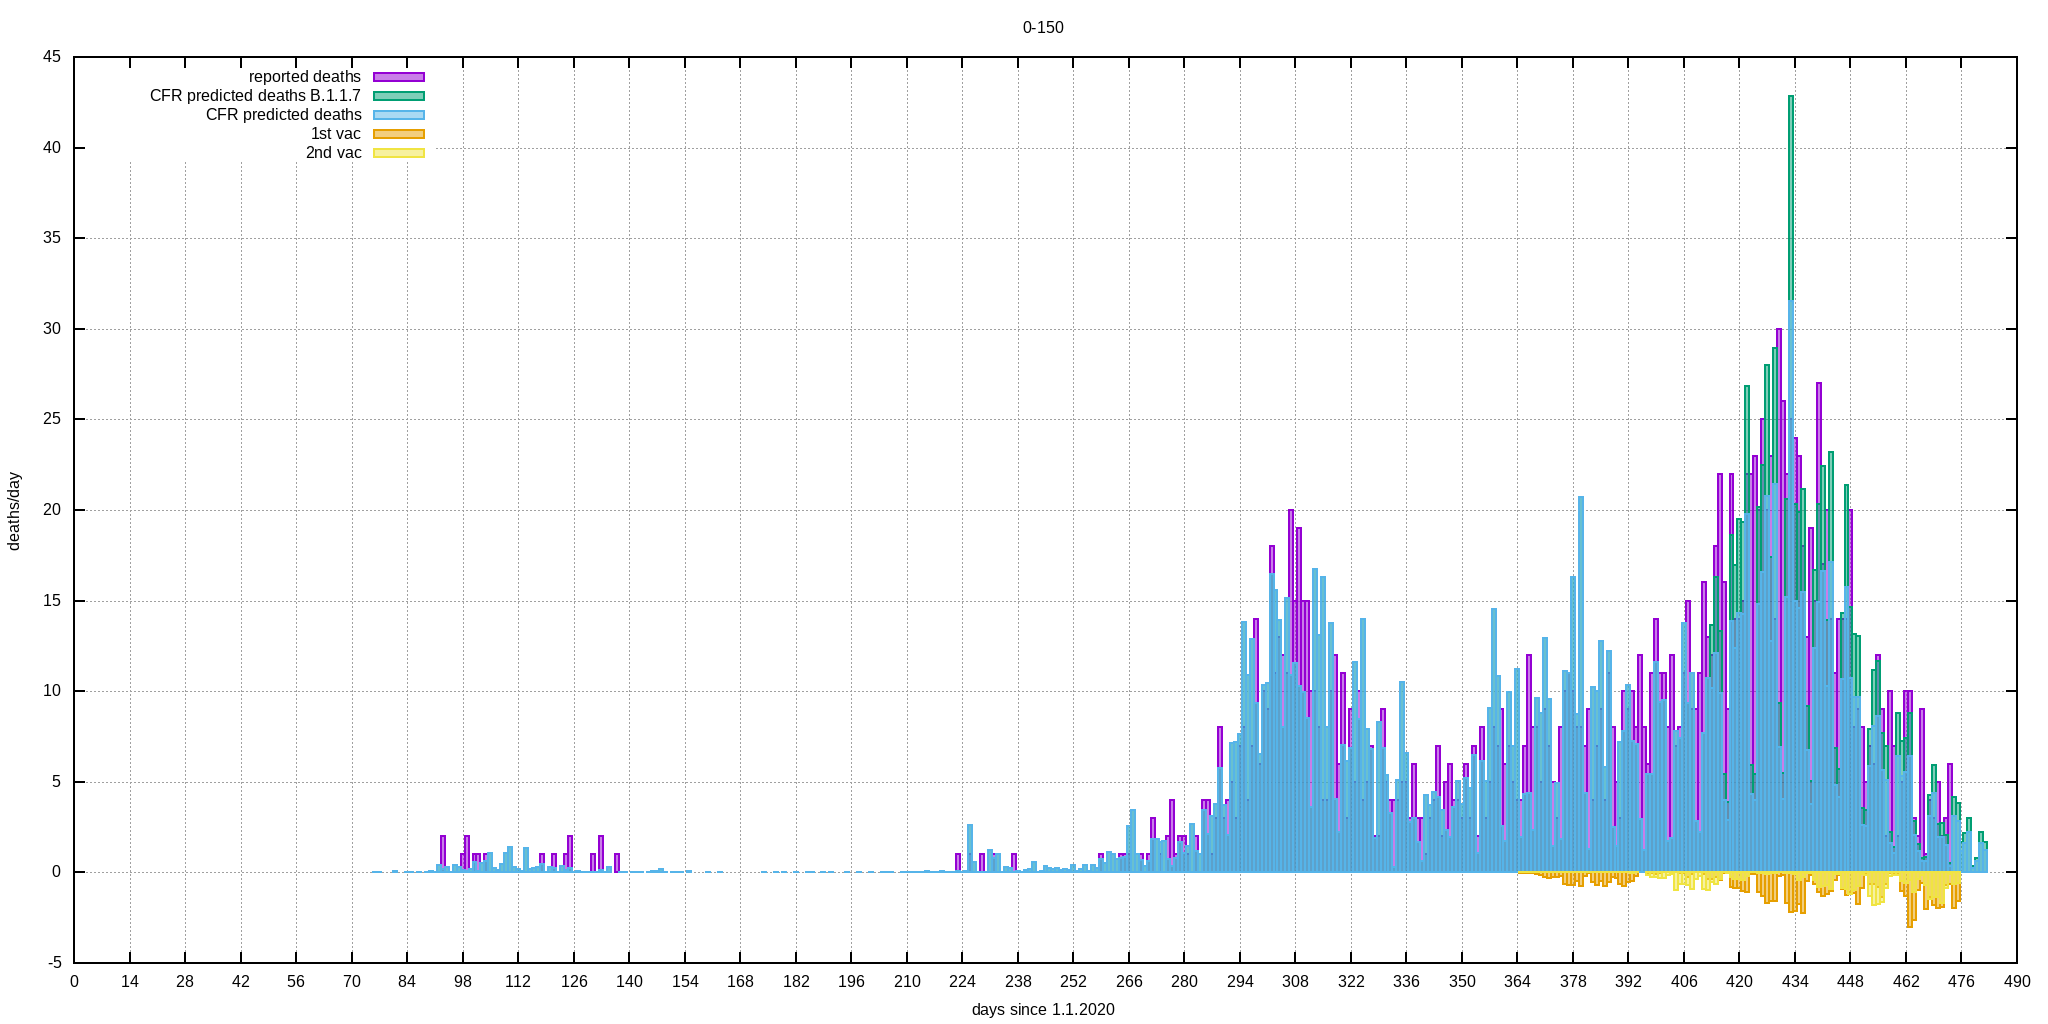 0-150
45
40
35
30
25
20
15
10
5
0
-5
deaths/day
reported deaths
CFR predicted deaths B.1.1.7
CFR predicted deaths
1st vac
2nd vac
0 14 28 42 56 70 84 98 112 126 140 154 168 182 196 210 224 238 252 266 280 294 308 322 336 350 364 378 392 406 420 434 448 462 476 490
days since 1.1.2020